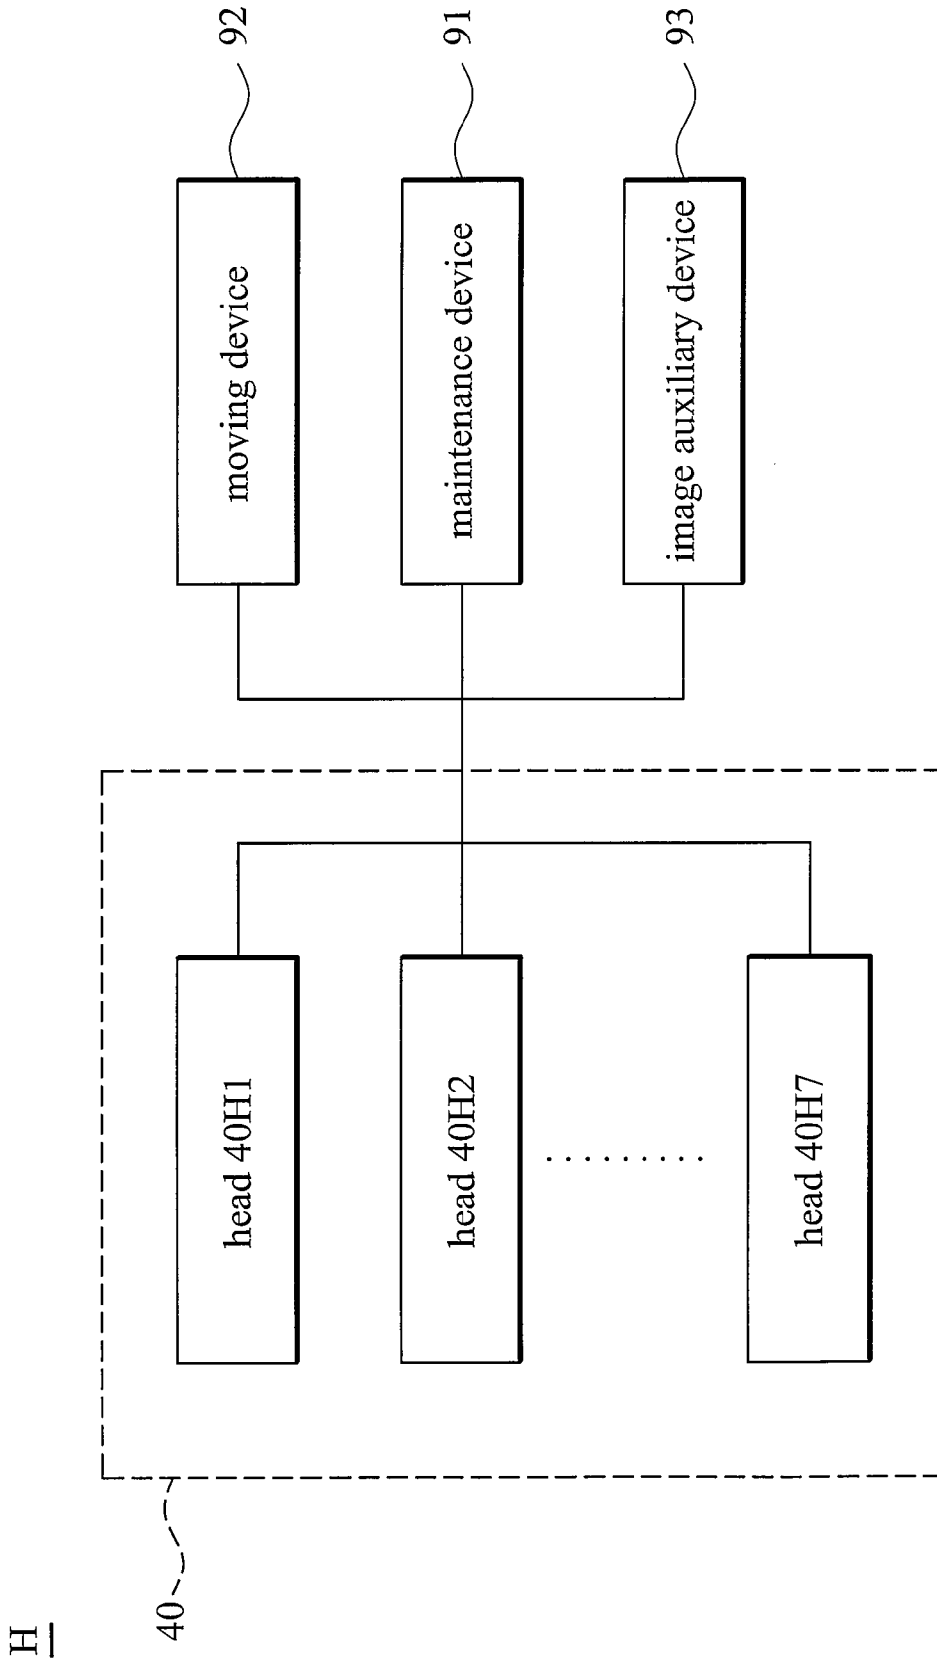 H
40
head 40H1
head 40H2
.........
head 40H7
moving device
92
maintenance device
91
image auxiliary device
93